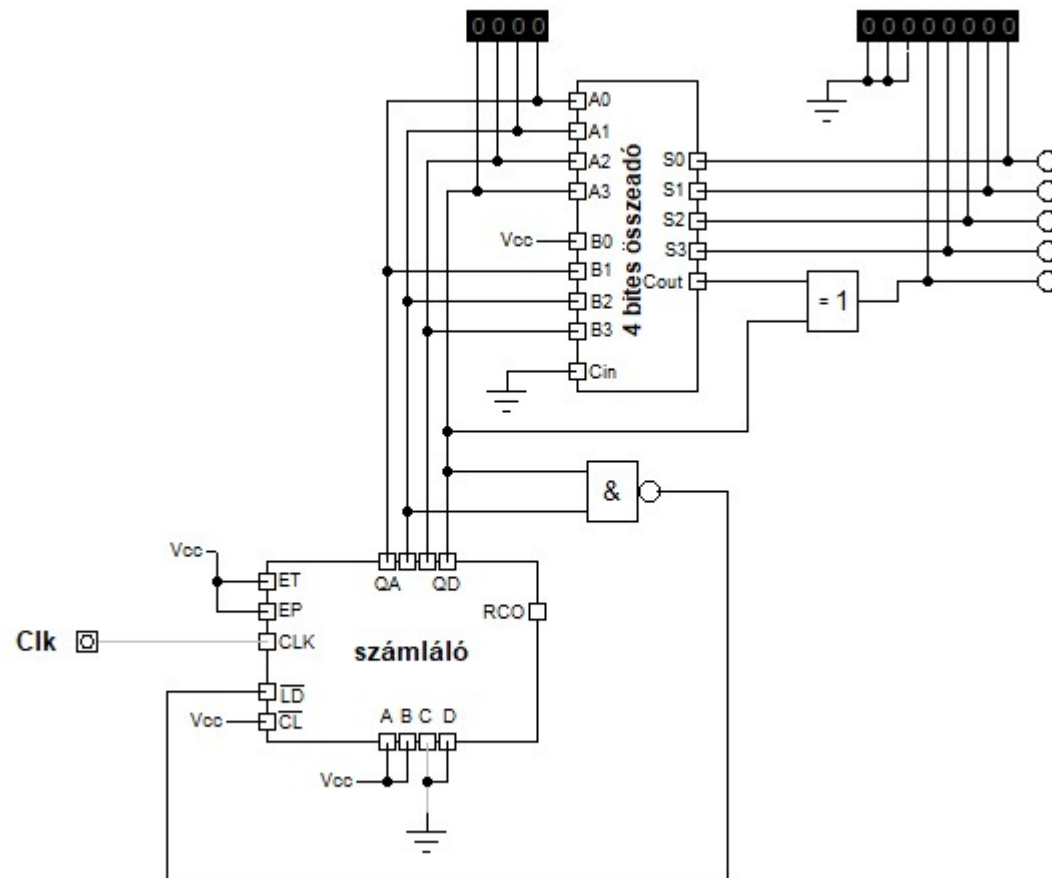 0000
00000000
A0
A1
A2
A3
Vcc
B0
B1
B2
B3
Cin
4 bites összeadó
S0
S1
S2
S3
Cout
= 1
&
Vcc
ET
EP
Clk
CLK
LD
Vcc
CL
QA
QD
RCO
számláló
A B C D
Vcc